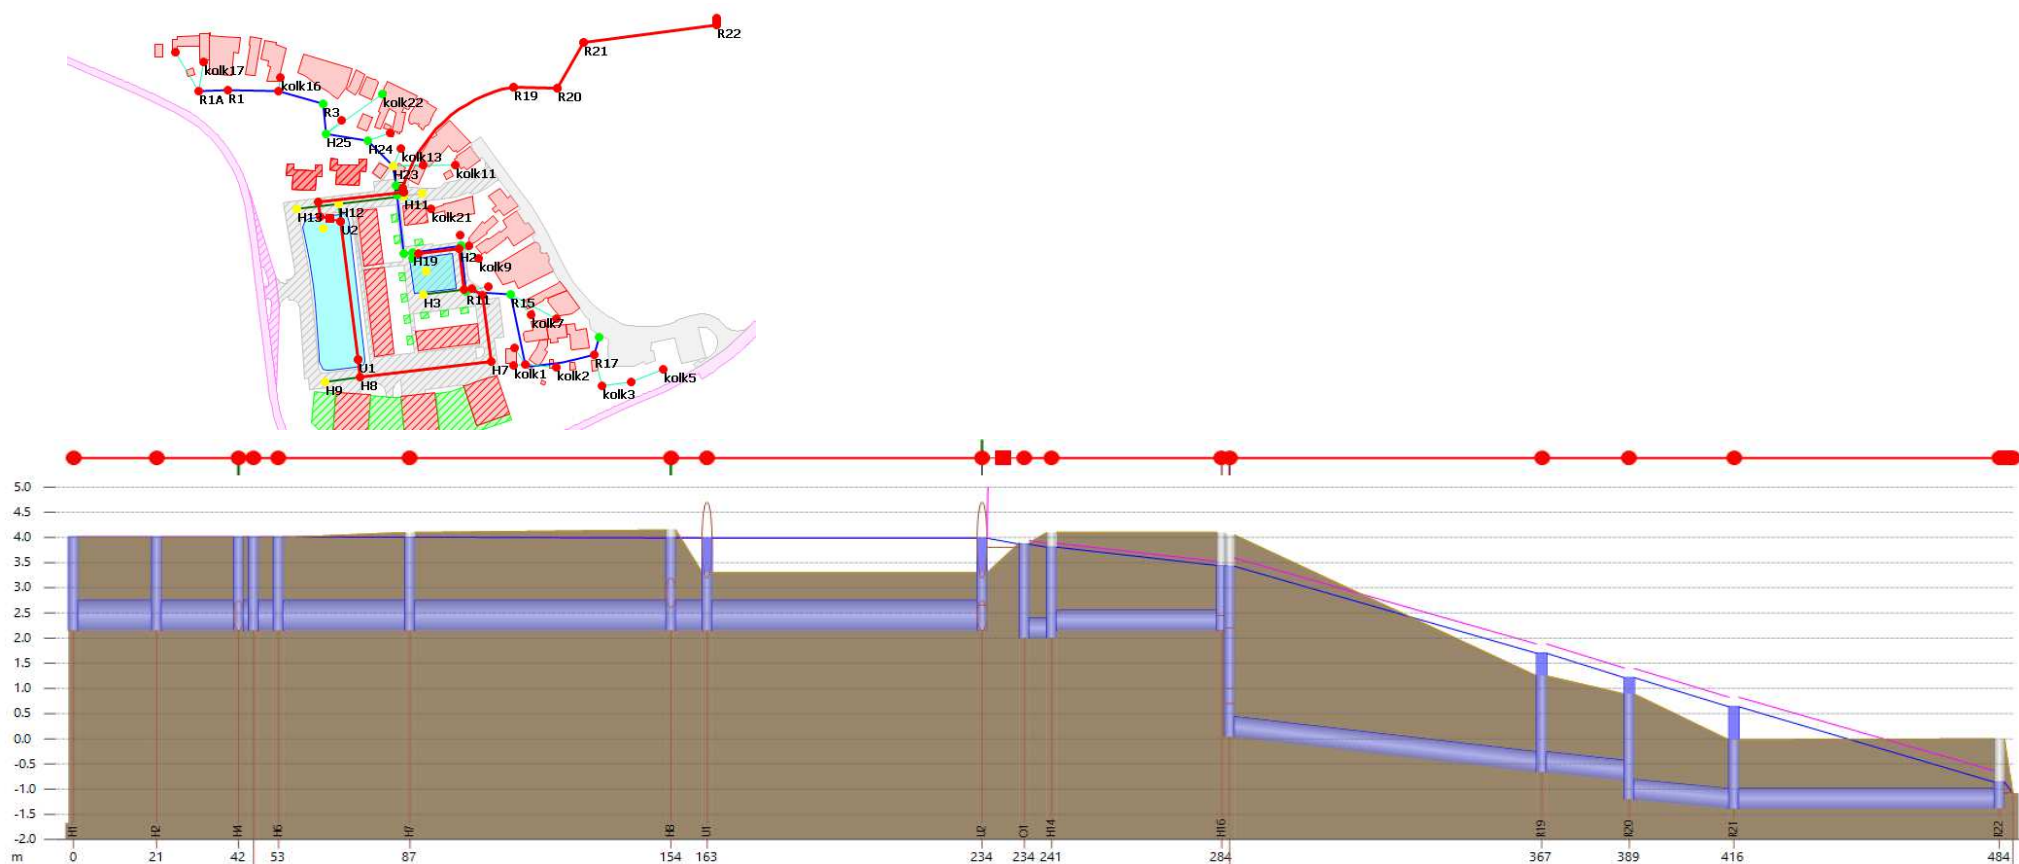 R22
R21
kolk17
kolk16
R19
R20
R1A
R1
kolk22
R3
H25
H24
kolk13
H23
kolk11
H11
H13
H12
kolk21
U2
H19
H2
kolk9
H3
R11
R15
kolk7
U1
H7
R17
kolk1
kolk2
kolk5
H9
H8
kolk3
5.0
4.5
4.0
3.5
3.0
2.5
2.0
1.5
1.0
0.5
0.0
-0.5
-1.0
-1.5
-2.0
H1
H2
H4
H6
H7
H8
U1
U2
O1
H14
H16
R19
R20
R21
R22
m 0 21 42 53 87 154 163 234 234 241 284 367 389 416 484